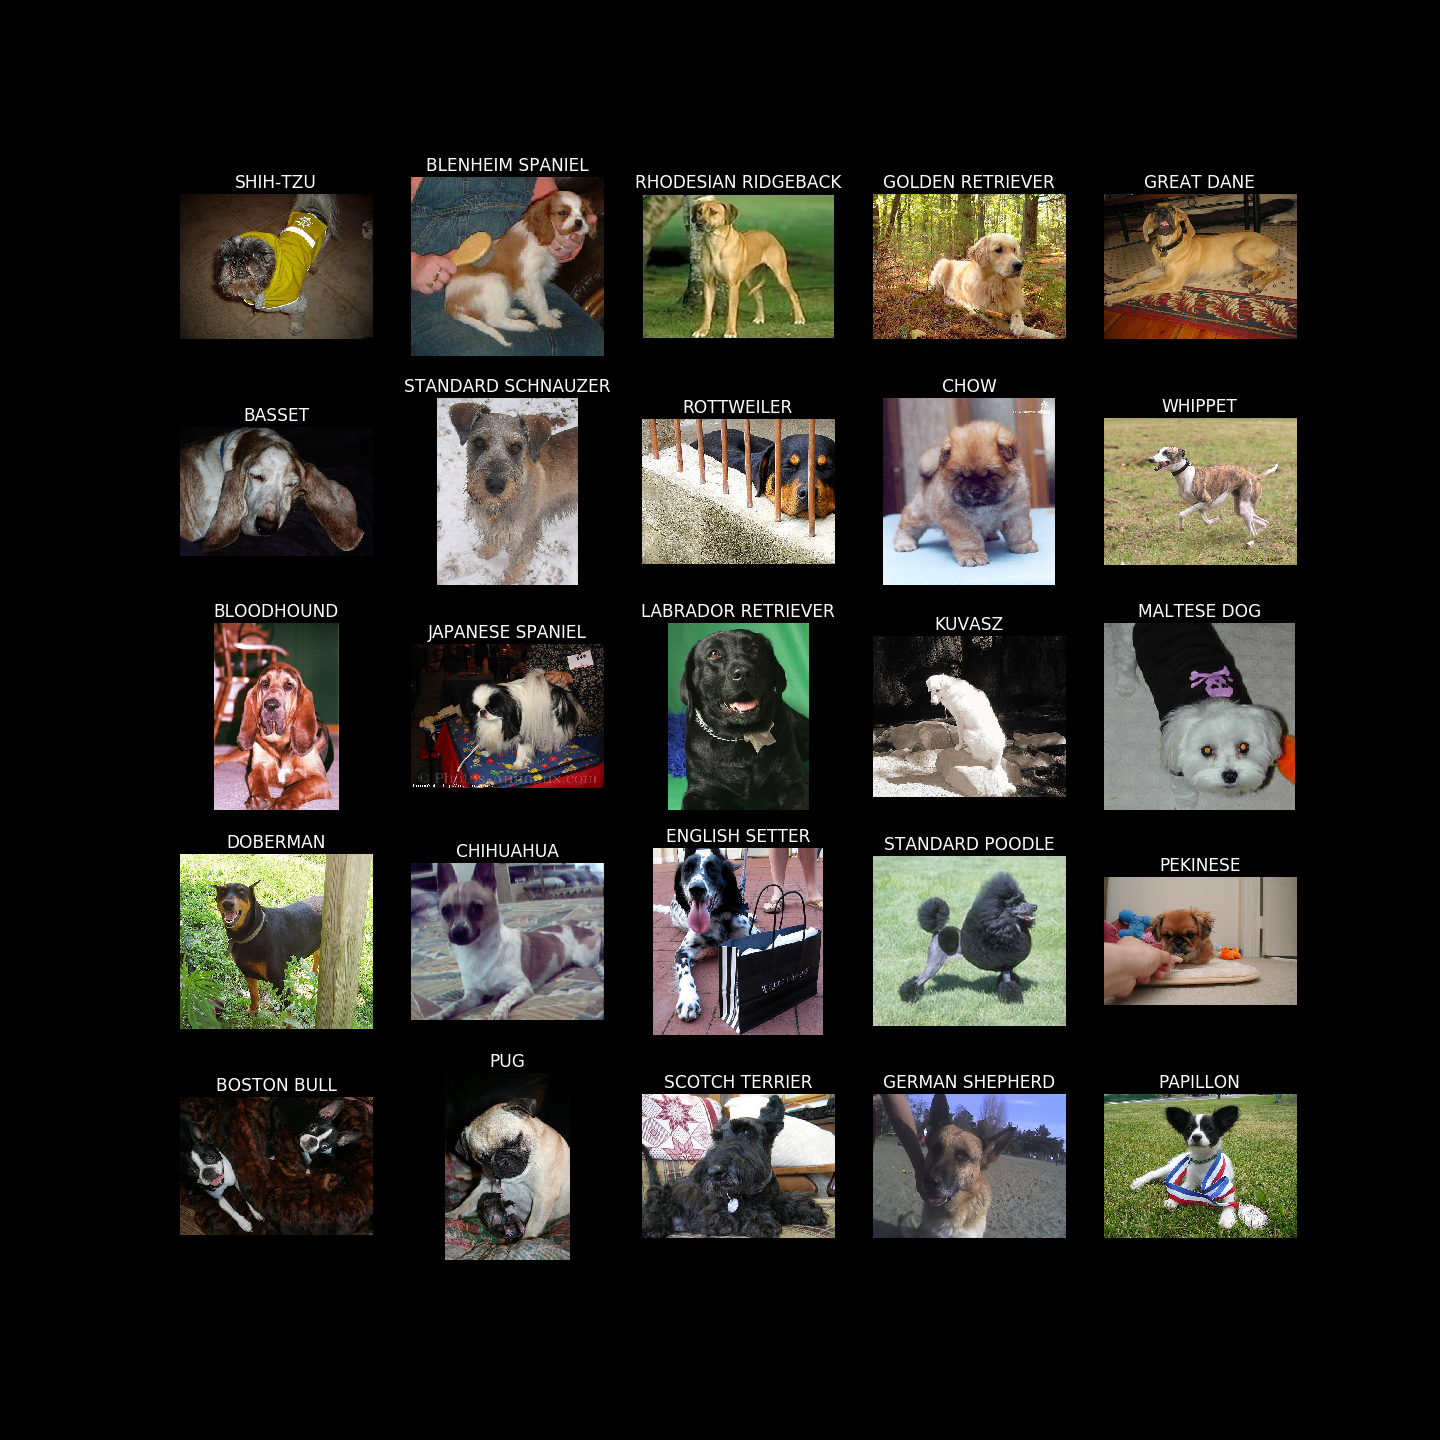 SHIH-TZU
BLENHEIM SPANIEL
RHODESIAN RIDGEBACK
GOLDEN RETRIEVER
GREAT DANE
BASSET
STANDARD SCHNAUZER
ROTTWEILER
CHOW
WHIPPET
BLOODHOUND
JAPANESE SPANIEL
LABRADOR RETRIEVER
KUVASZ
MALTESE DOG
DOBERMAN
CHIHUAHUA
ENGLISH SETTER
STANDARD POODLE
PEKINESE
BOSTON BULL
PUG
SCOTCH TERRIER
GERMAN SHEPHERD
PAPILLON